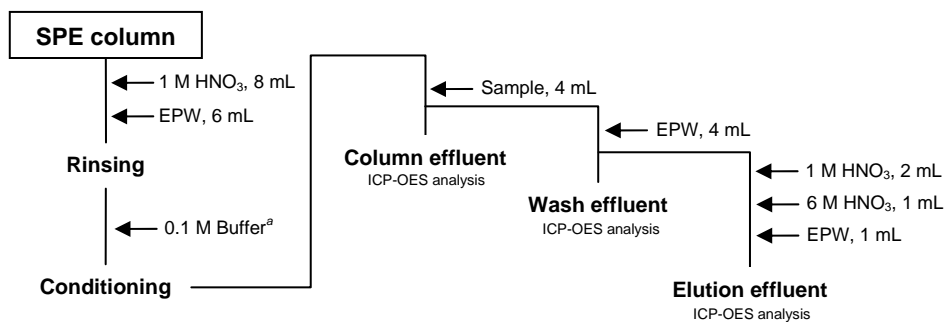 SPE column
1 M HNO₃, 8 mL
EPW, 6 mL
Rinsing
0.1 M Bufferᵃ
Conditioning
Sample, 4 mL
Column effluent
ICP-OES analysis
EPW, 4 mL
Wash effluent
ICP-OES analysis
1 M HNO₃, 2 mL
6 M HNO₃, 1 mL
EPW, 1 mL
Elution effluent
ICP-OES analysis